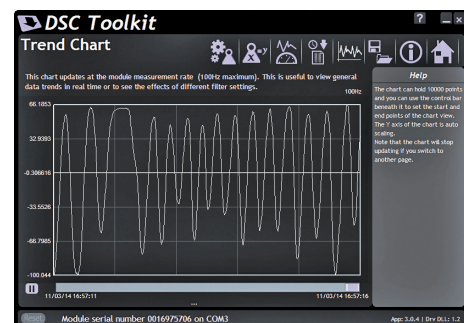 DSC Toolkit
? _ ×
Trend Chart
This chart updates at the module measurement rate (100Hz maximum). This is useful to view general
data trends in real time or to see the effects of different filter settings.
100Hz
66.1853
32.9393
-0.306616
-33.5526
-66.7985
-100.044
11/03/14 16:57:11
11/03/14 16:57:16
...
Help
The chart can hold 10000 points
and you can use the control bar
beneath it to set the start and
end points of the chart view.
The Y axis of the chart is auto
scaling.
Note that the chart will stop
updating if you switch to
another page.
Reset
Module serial number 0016975706 on COM3
App: 3.0.4 | Drv DLL: 1.2